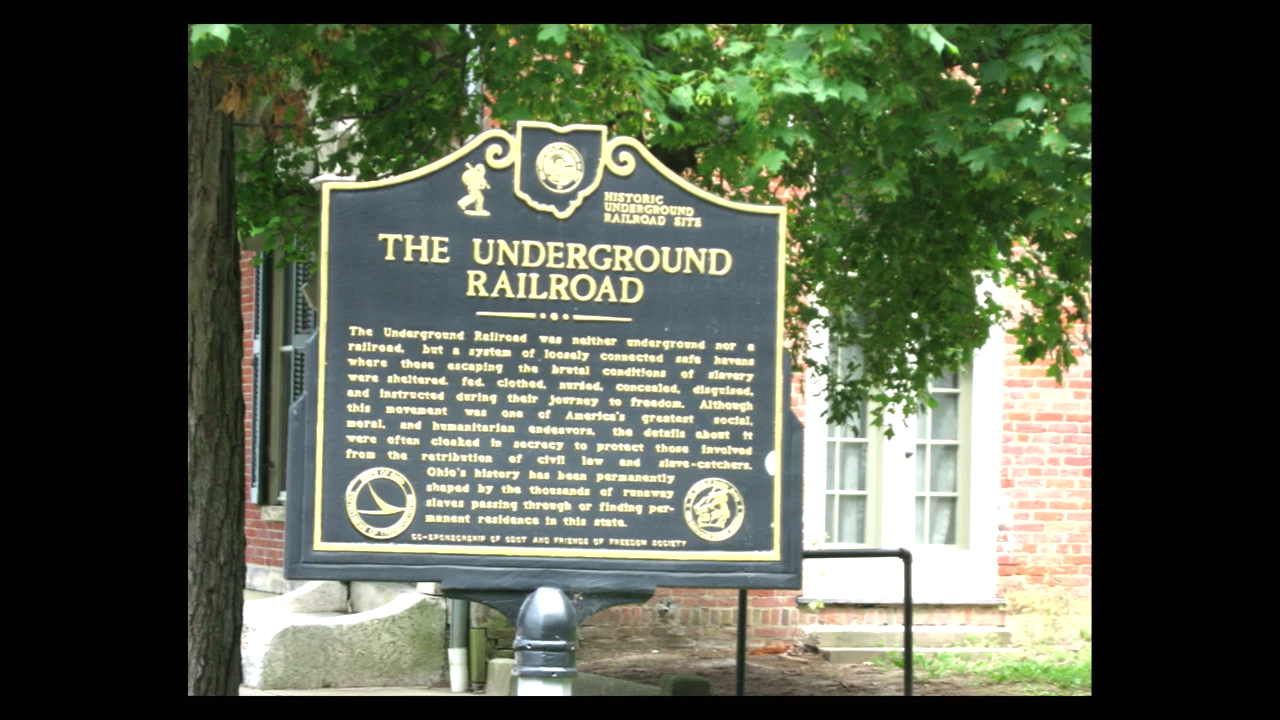 HISTORIC
UNDERGROUND
RAILROAD SITE
THE UNDERGROUND
RAILROAD
The Underground Railroad was neither underground nor a
railroad, but a system of loosely connected safe havens
where those escaping the brutal conditions of slavery
were sheltered, fed, clothed, nursed, concealed, disguised,
and instructed during their journey to freedom. Although
this movement was one of America's greatest social,
moral, and humanitarian endeavors, the details about it
were often cloaked in secrecy to protect those involved
from the retribution of civil law and slave-catchers.
Ohio's history has been permanently
shaped by the thousands of runaway
slaves passing through or finding per-
manent residence in this state.
CO-SPONSORSHIP OF ODOT AND FRIENDS OF FREEDOM SOCIETY